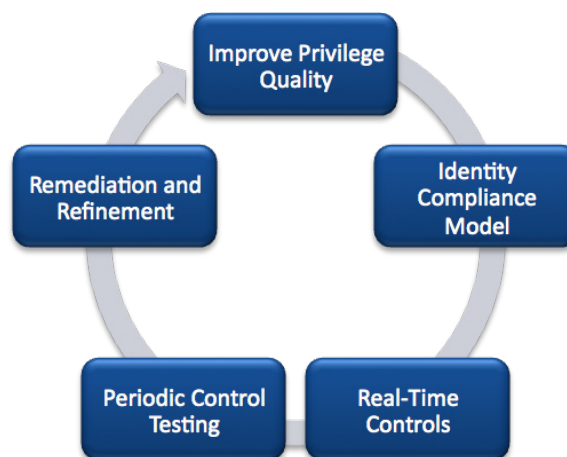 Improve Privilege
Quality
Identity
Compliance
Model
Real-Time
Controls
Periodic Control
Testing
Remediation and
Refinement